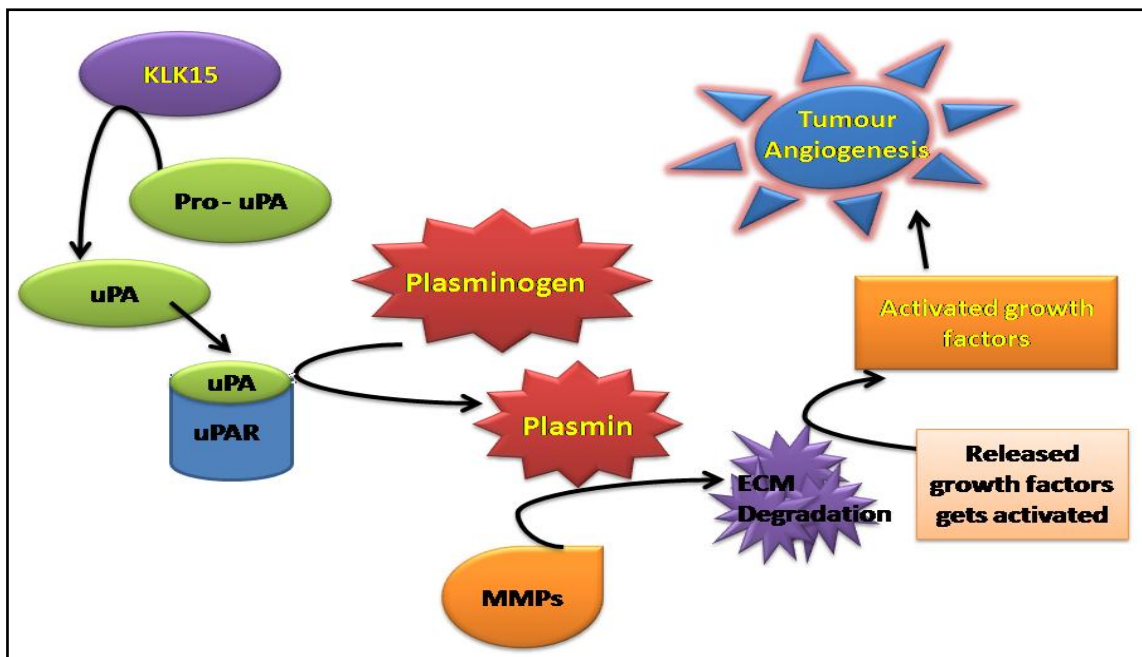 KLK15
Pro - uPA
uPA
uPA
uPAR
Plasminogen
Plasmin
MMPs
ECM
Degradation
Released
growth factors
gets activated
Activated growth
factors
Tumour
Angiogenesis